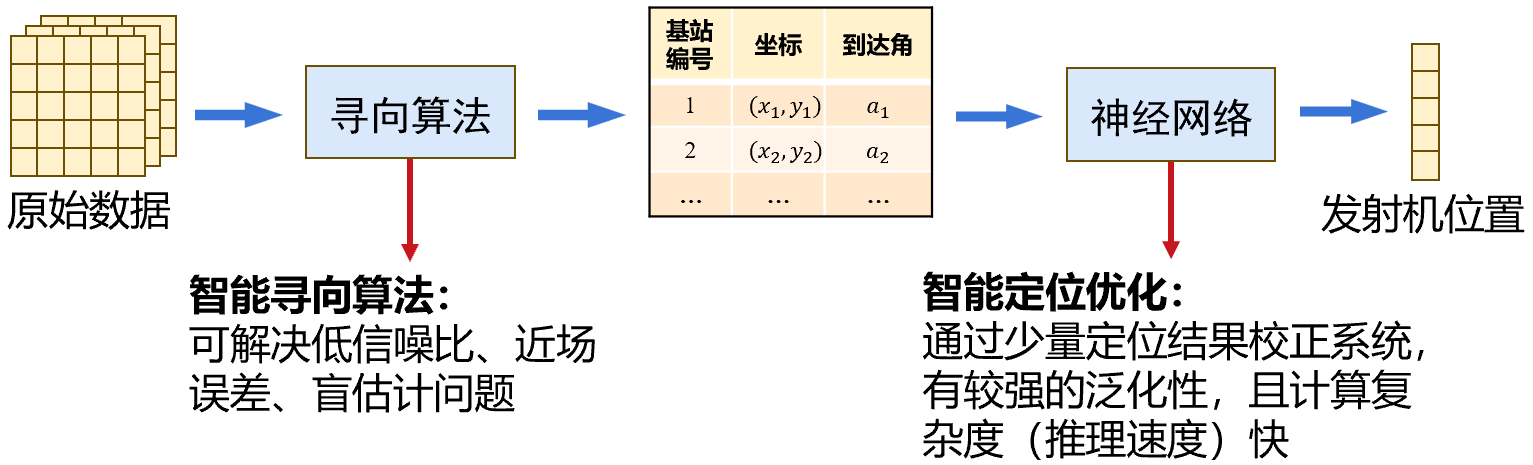 原始数据
寻向算法
基站编号 坐标 到达角
1 (x₁, y₁) a₁
2 (x₂, y₂) a₂
... ... ...
神经网络
发射机位置
智能寻向算法：
可解决低信噪比、近场
误差、盲估计问题
智能定位优化：
通过少量定位结果校正系统，
有较强的泛化性，且计算复
杂度（推理速度）快